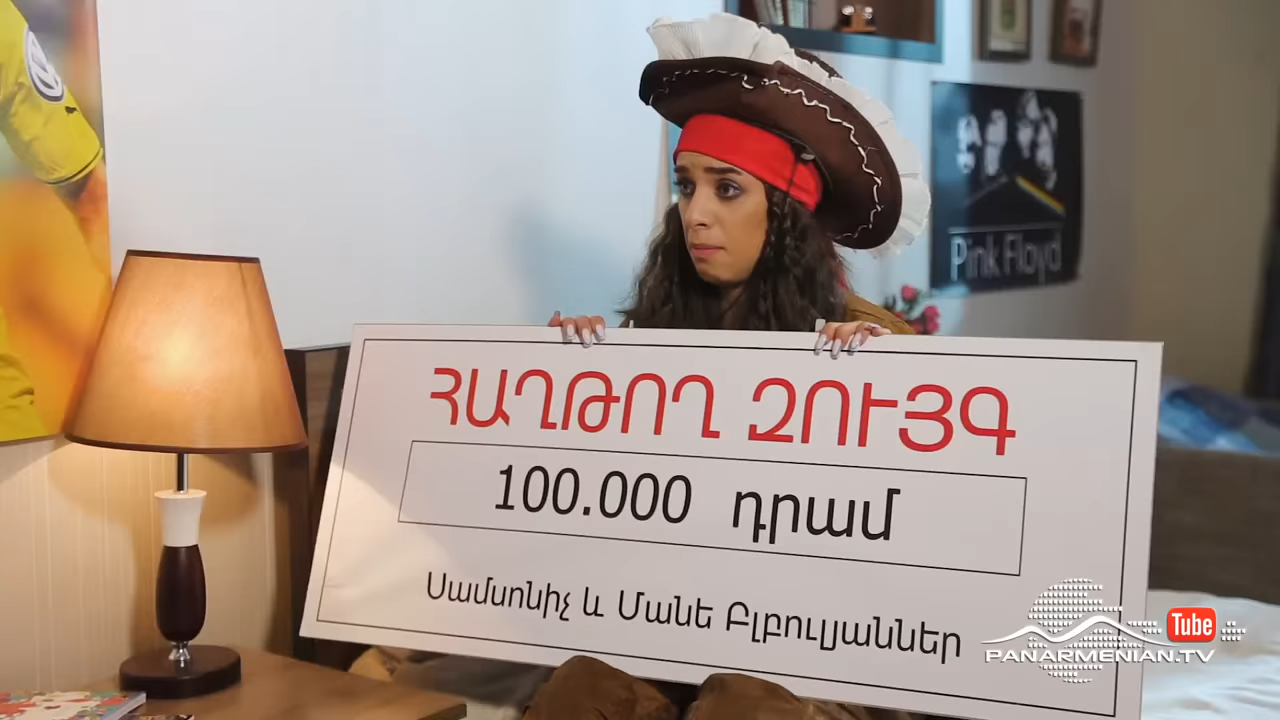 Pink Floyd
ՀԱՂԹՈՂ ԶՈՒՅԳ
100.000 դրամ
Սամսոնիչ և Մանե Բլբուլյաններ
Tube
PANARMENIAN.TV